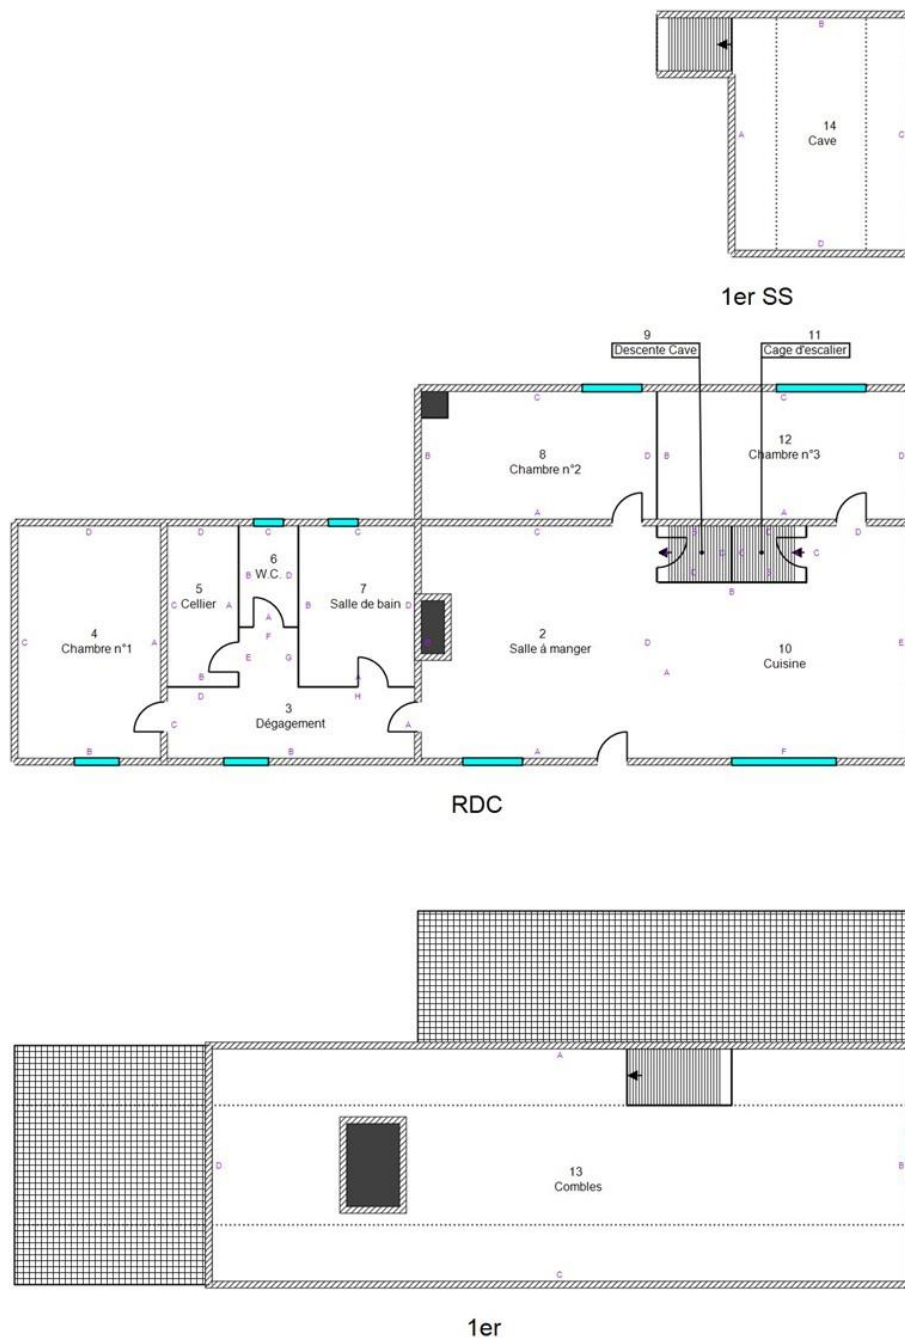 B
14
Cave
A
C
D
1er SS
9
Descente Cave
11
Cage d'escalier
C
C
8
Chambre n°2
B
D
12
Chambre n°3
B
D
A
A
D
D
C
C
C
D
6
W.C.
B
D
5
Cellier
C
A
7
Salle de bain
B
D
A
4
Chambre n°1
C
A
F
E
G
B
A
2
Salle à manger
D
A
B
10
Cuisine
E
C
D
H
3
Dégagement
C
A
B
B
A
F
RDC
A
D
13
Combles
B
C
1er